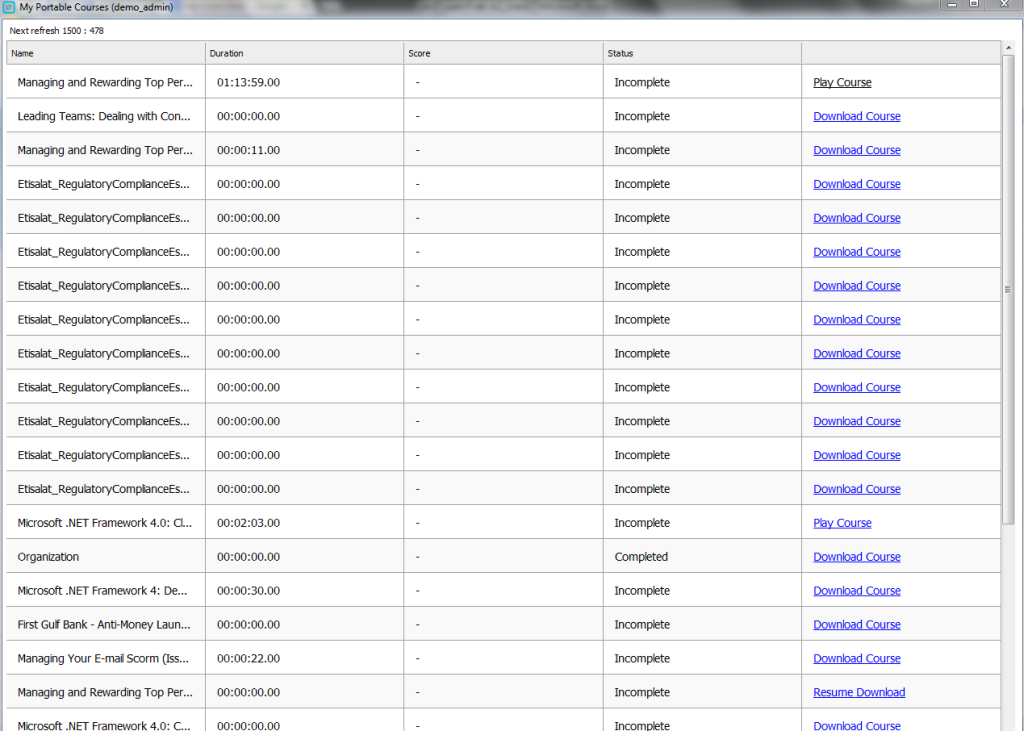 My Portable Courses (demo_admin)
Next refresh 1500 : 478
Name Duration Score Status
Managing and Rewarding Top Per... 01:13:59.00 - Incomplete Play Course
Leading Teams: Dealing with Con... 00:00:00.00 - Incomplete Download Course
Managing and Rewarding Top Per... 00:00:11.00 - Incomplete Download Course
Etisalat_RegulatoryComplianceEs... 00:00:00.00 - Incomplete Download Course
Etisalat_RegulatoryComplianceEs... 00:00:00.00 - Incomplete Download Course
Etisalat_RegulatoryComplianceEs... 00:00:00.00 - Incomplete Download Course
Etisalat_RegulatoryComplianceEs... 00:00:00.00 - Incomplete Download Course
Etisalat_RegulatoryComplianceEs... 00:00:00.00 - Incomplete Download Course
Etisalat_RegulatoryComplianceEs... 00:00:00.00 - Incomplete Download Course
Etisalat_RegulatoryComplianceEs... 00:00:00.00 - Incomplete Download Course
Etisalat_RegulatoryComplianceEs... 00:00:00.00 - Incomplete Download Course
Etisalat_RegulatoryComplianceEs... 00:00:00.00 - Incomplete Download Course
Etisalat_RegulatoryComplianceEs... 00:00:00.00 - Incomplete Download Course
Microsoft .NET Framework 4.0: Cl... 00:02:03.00 - Incomplete Play Course
Organization 00:00:00.00 - Completed Download Course
Microsoft .NET Framework 4: De... 00:00:30.00 - Incomplete Download Course
First Gulf Bank - Anti-Money Laun... 00:00:00.00 - Incomplete Download Course
Managing Your E-mail Scorm (Iss... 00:00:22.00 - Incomplete Download Course
Managing and Rewarding Top Per... 00:00:00.00 - Incomplete Resume Download
Microsoft .NET Framework 4.0: C... 00:00:00.00 - Incomplete Download Course